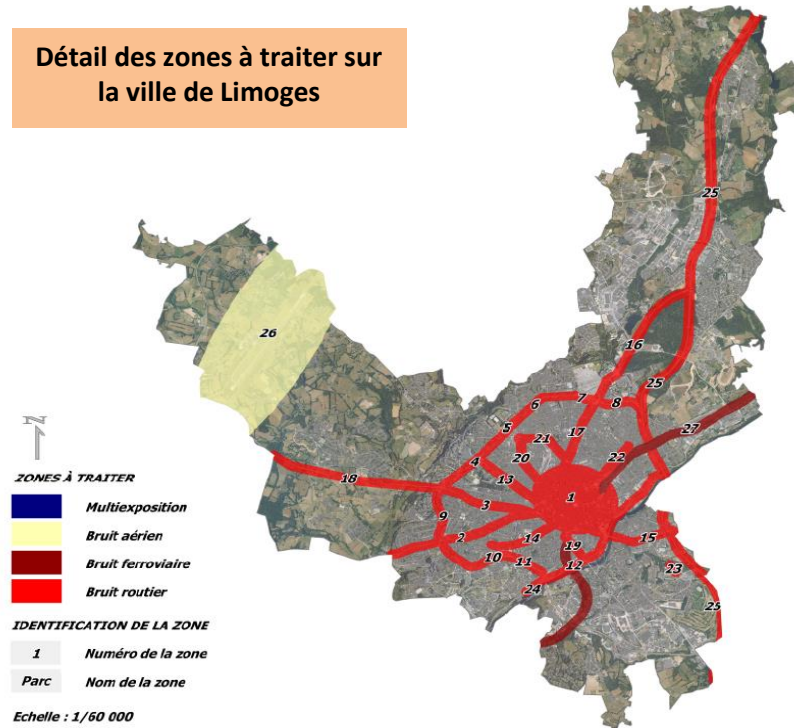 Détail des zones à traiter sur
la ville de Limoges
25
26
16
25
6
7
8
5
21
17
27
4
20
22
18
13
3
1
9
2
14
19
15
10
11
12
23
24
25
N
ZONES À TRAITER
Multiexposition
Bruit aérien
Bruit ferroviaire
Bruit routier
IDENTIFICATION DE LA ZONE
1 Numéro de la zone
Parc Nom de la zone
Echelle : 1/60 000